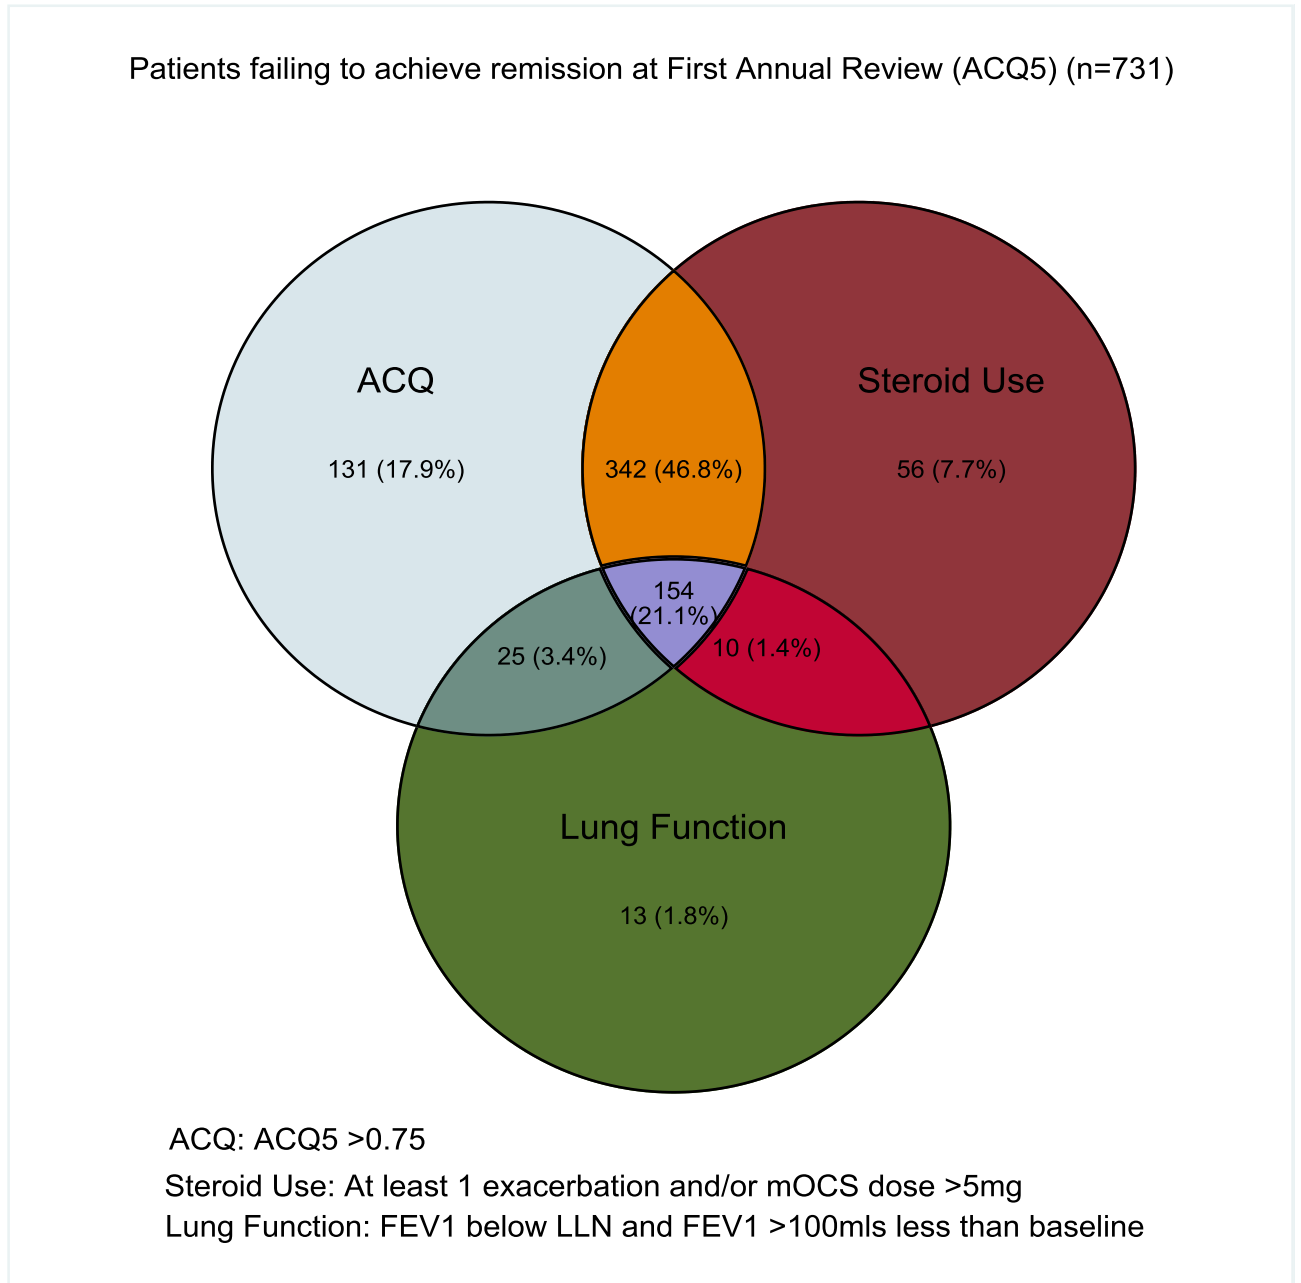 Patients failing to achieve remission at First Annual Review (ACQ5) (n=731)
ACQ
Steroid Use
131 (17.9%)
342 (46.8%)
56 (7.7%)
154
(21.1%)
25 (3.4%)
10 (1.4%)
Lung Function
13 (1.8%)
ACQ: ACQ5 >0.75
Steroid Use: At least 1 exacerbation and/or mOCS dose >5mg
Lung Function: FEV1 below LLN and FEV1 >100mls less than baseline